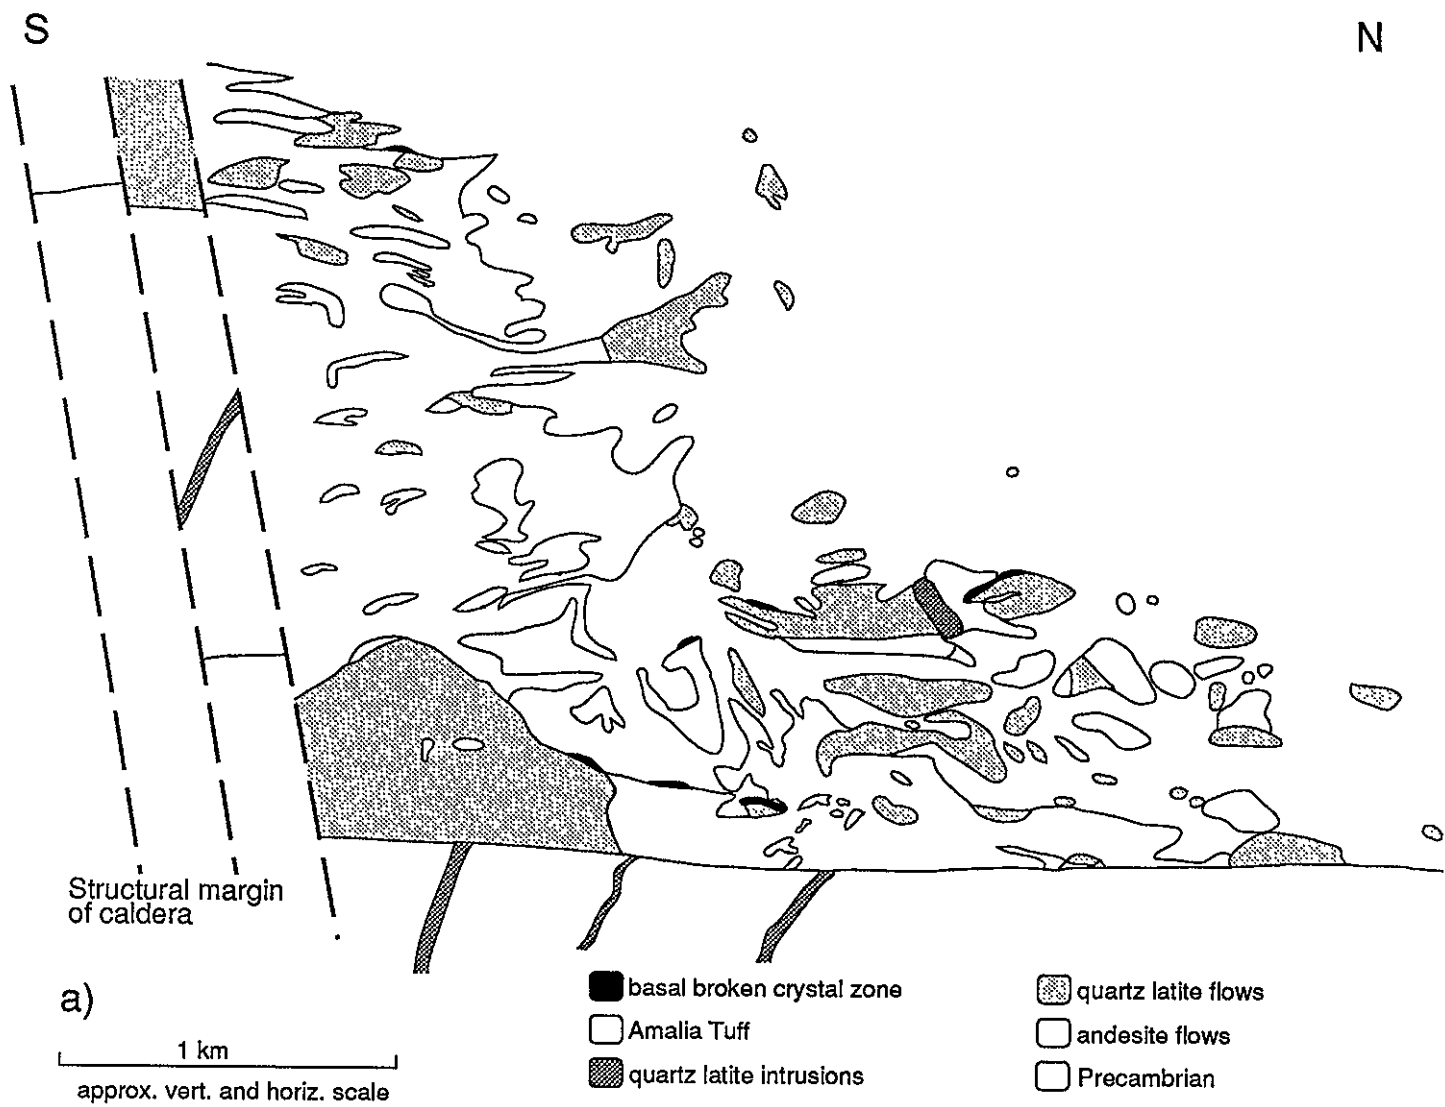 S
N
Structural margin
of caldera
a)
1 km
approx. vert. and horiz. scale
basal broken crystal zone
Amalia Tuff
quartz latite intrusions
quartz latite flows
andesite flows
Precambrian